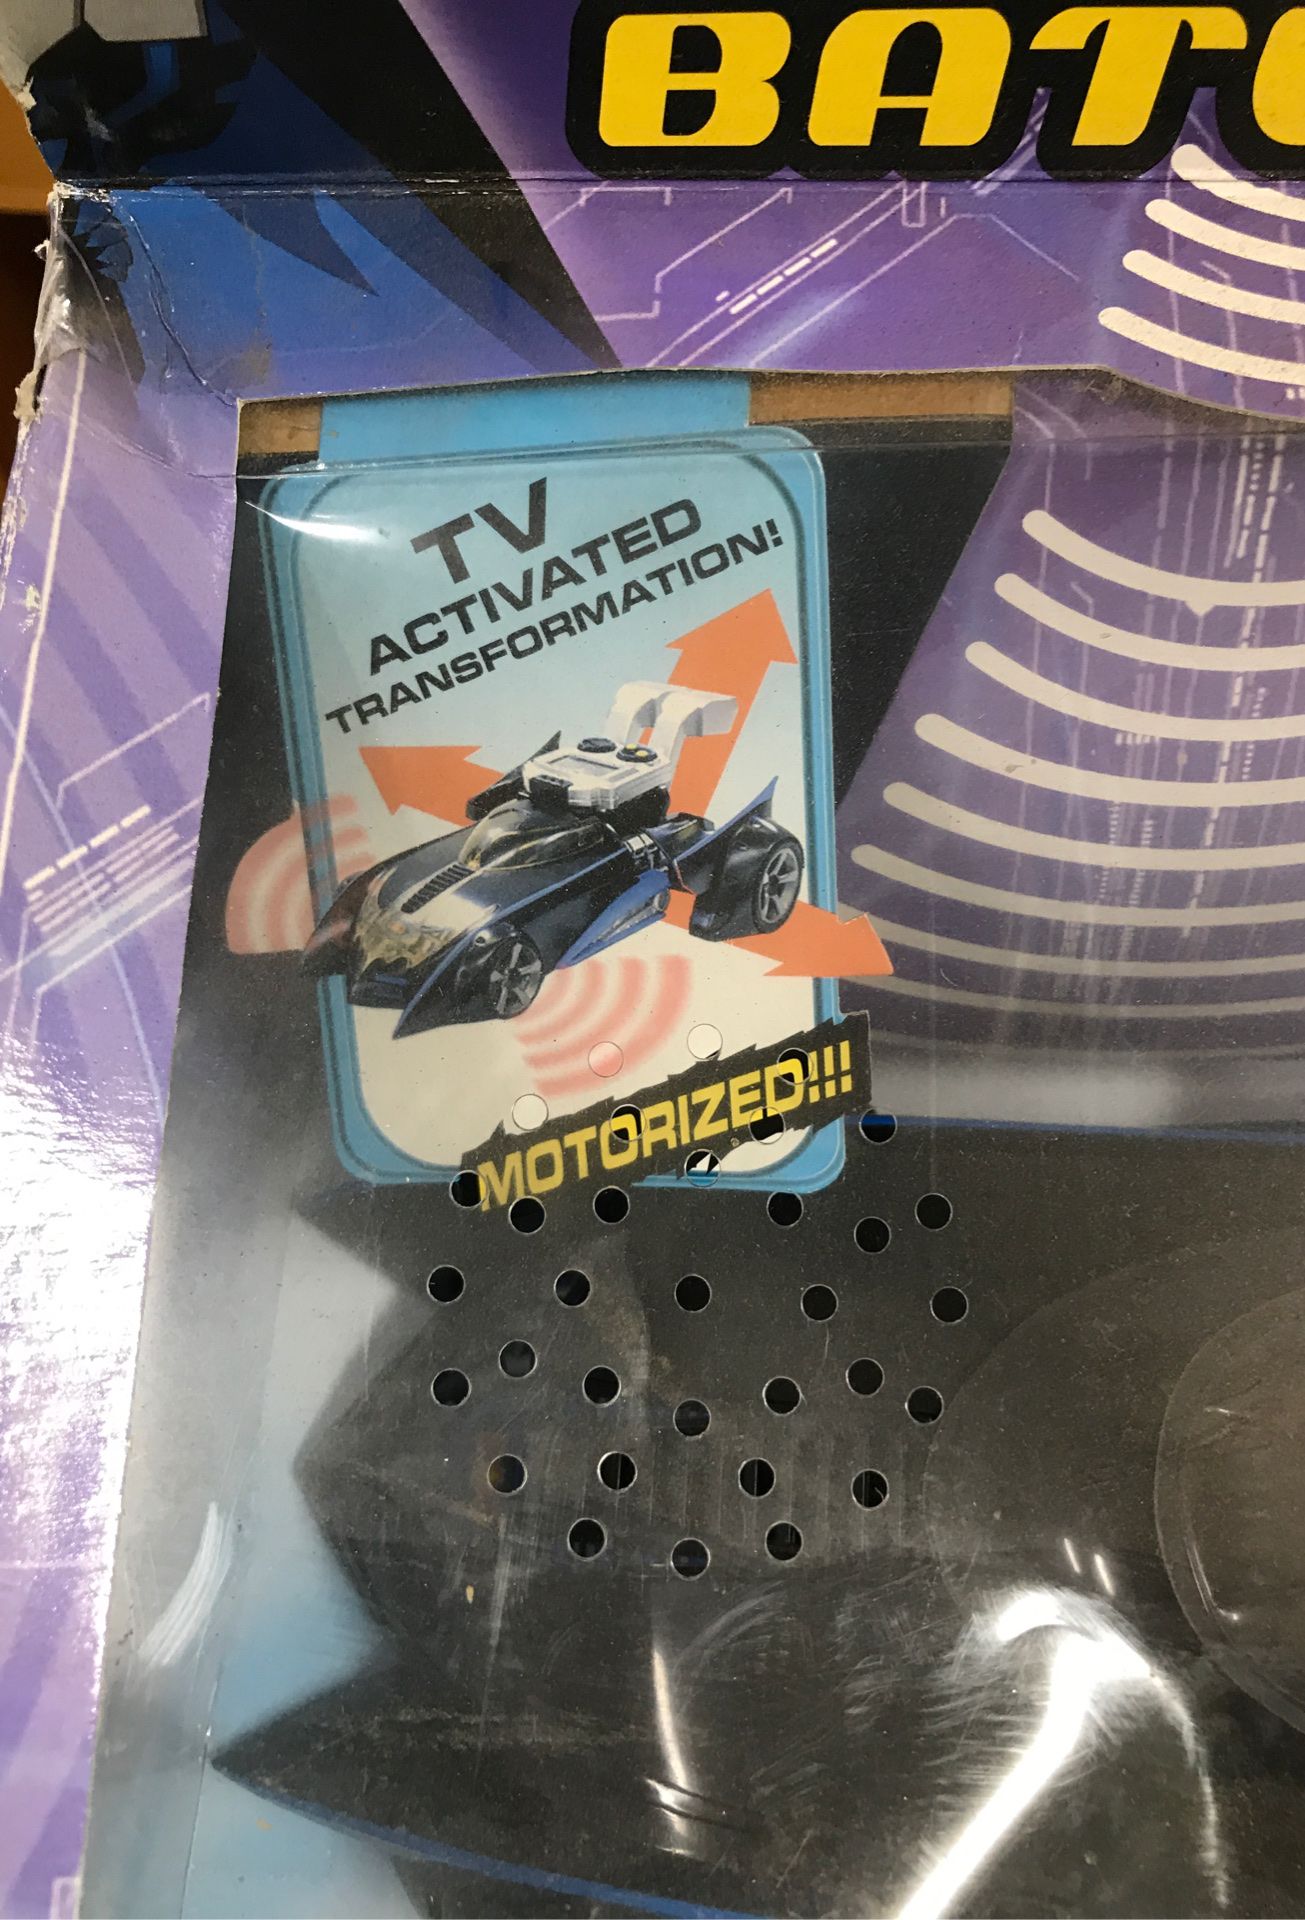 BAT
TV
ACTIVATED
TRANSFORMATION!
MOTORIZED!!!